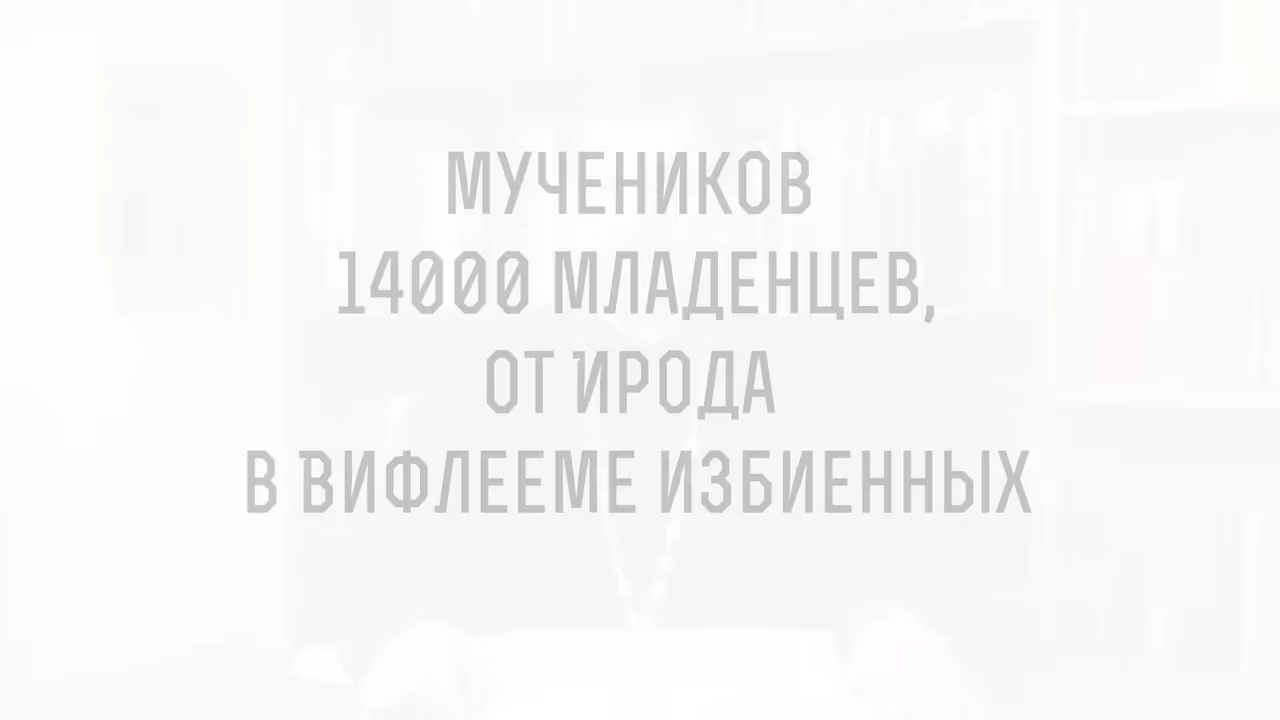 МУЧЕНИКОВ
14000 МЛАДЕНЦЕВ,
ОТ ИРОДА
В ВИФЛЕЕМЕ ИЗБИЕННЫХ